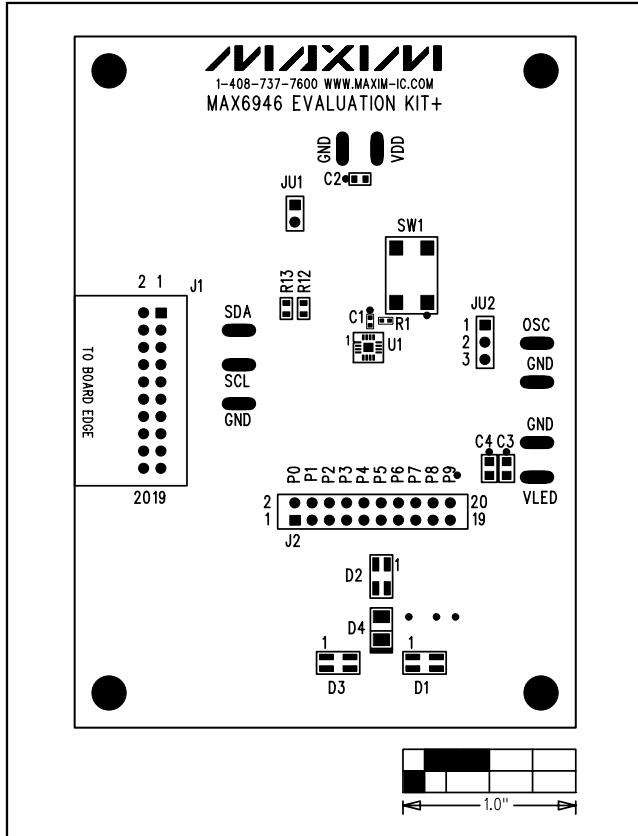 MAXIM
1-408-737-7600 WWW.MAXIM-IC.COM
MAX6946 EVALUATION KIT+
GND
VDD
C2
JU1
SW1
R13
R12
2 1
J1
SDA
C1
R1
JU2
1
2
3
OSC
1
U1
SCL
GND
GND
TO BOARD EDGE
GND
C4 C3
P0 P1 P2 P3 P4 P5 P6 P7 P8 P9
VLED
2019
2
20
1
19
J2
D2
1
D4
1
1
D3
D1
1.0"